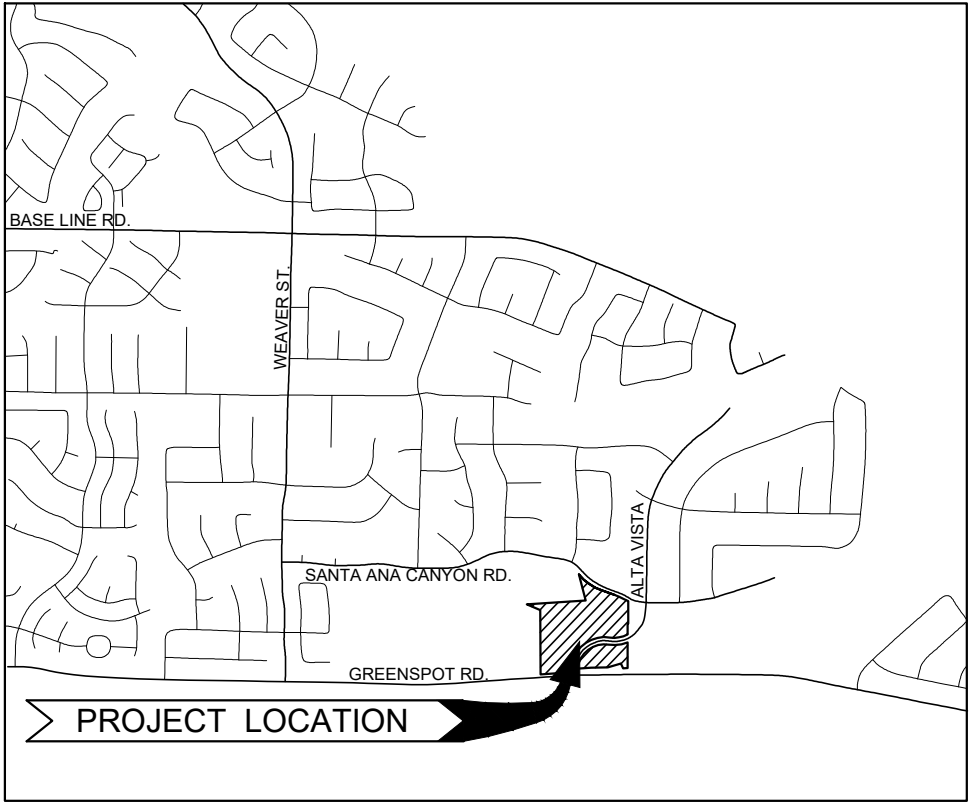 BASE LINE RD.
WEAVER ST.
ALTA VISTA
SANTA ANA CANYON RD.
GREENSPOT RD.
PROJECT LOCATION